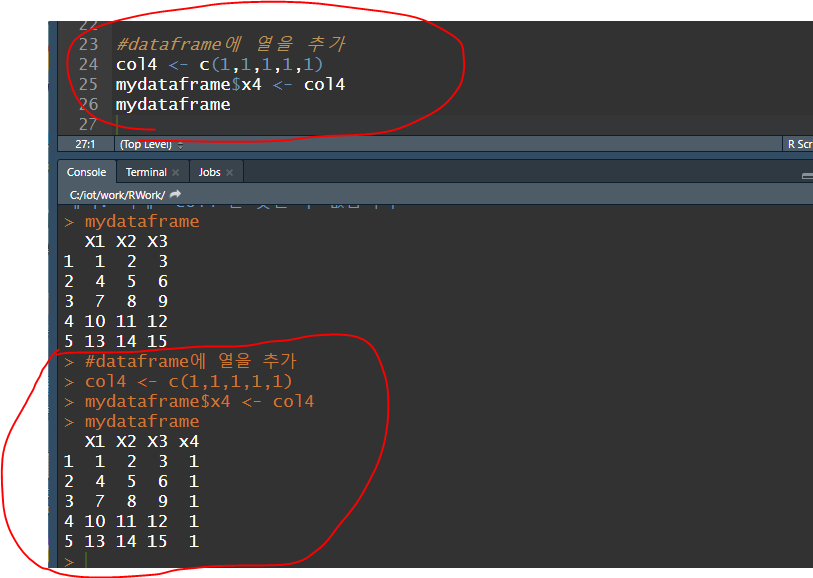 22
23 #dataframe에 열을 추가
24 col4 <- c(1,1,1,1,1)
25 mydataframe$x4 <- col4
26 mydataframe
27
27:1 (Top Level) R Scr
Console Terminal Jobs
C:/iot/work/RWork/
> mydataframe
X1 X2 X3
1 1 2 3
2 4 5 6
3 7 8 9
4 10 11 12
5 13 14 15
> #dataframe에 열을 추가
> col4 <- c(1,1,1,1,1)
> mydataframe$x4 <- col4
> mydataframe
X1 X2 X3 x4
1 1 2 3 1
2 4 5 6 1
3 7 8 9 1
4 10 11 12 1
5 13 14 15 1
>